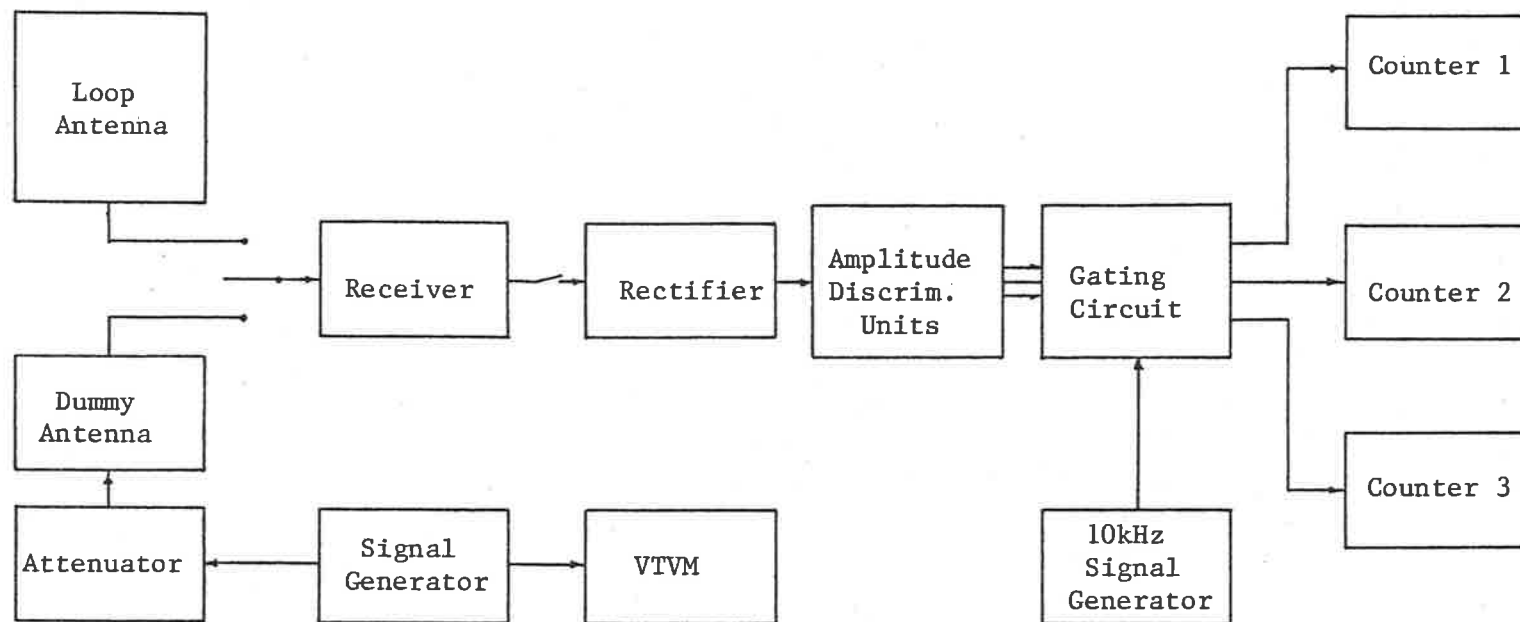 Loop
Antenna
Counter 1
Receiver
Rectifier
Amplitude
Discrim.
Units
Gating
Circuit
Counter 2
Dummy
Antenna
Counter 3
Attenuator
Signal
Generator
VTVM
10kHz
Signal
Generator